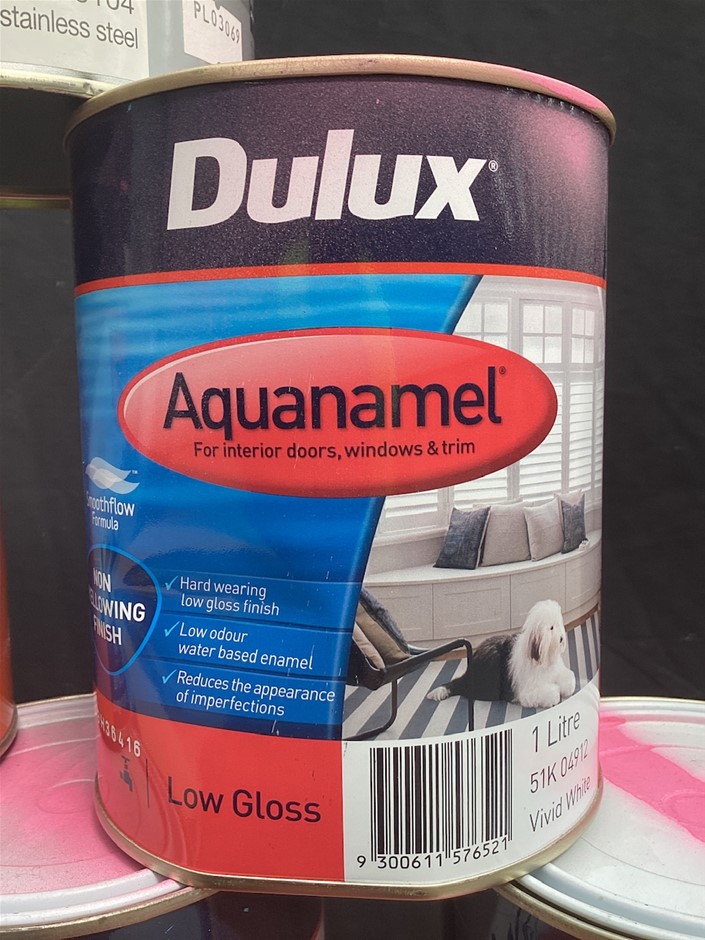 stainless steel
PL03069
Dulux®
Aquanamel®
For interior doors, windows & trim
Smoothflow™
Formula
NON
YELLOWING
FINISH
✓ Hard wearing
low gloss finish
✓ Low odour
water based enamel
✓ Reduces the appearance
of imperfections
H36416
Low Gloss
1 Litre
51K 04912
Vivid White
9 300611 576521